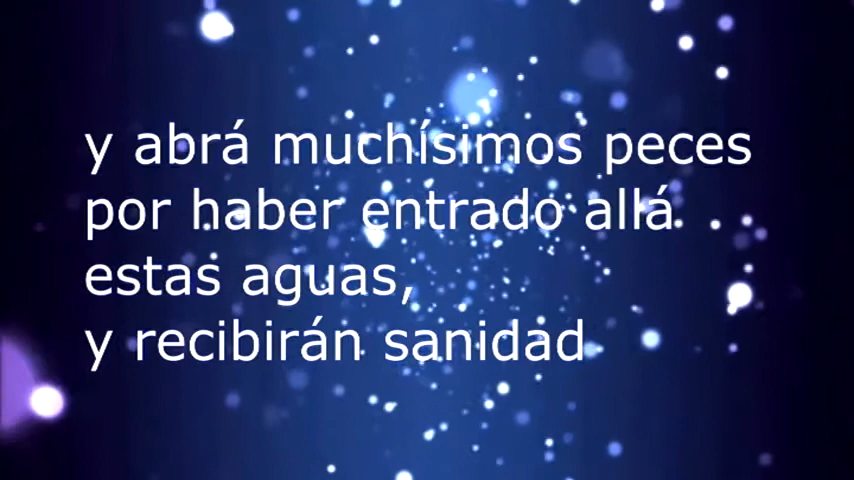 y abrá muchísimos peces
por haber entrado allá
estas aguas,
y recibirán sanidad